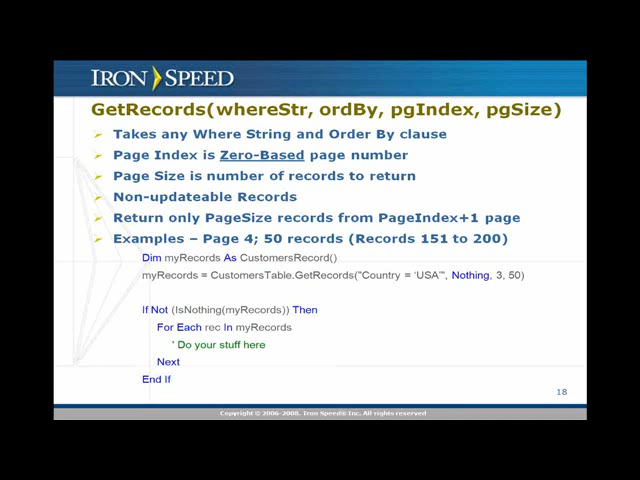 IRON SPEED
GetRecords(whereStr, ordBy, pgIndex, pgSize)
Takes any Where String and Order By clause
Page Index is Zero-Based page number
Page Size is number of records to return
Non-updateable Records
Return only PageSize records from PageIndex+1 page
Examples – Page 4; 50 records (Records 151 to 200)
Dim myRecords As CustomersRecord()
myRecords = CustomersTable.GetRecords("Country = ‘USA’", Nothing, 3, 50)
If Not (IsNothing(myRecords)) Then
For Each rec In myRecords
' Do your stuff here
Next
End If
18
Copyright © 2006-2008. Iron Speed® Inc. All rights reserved